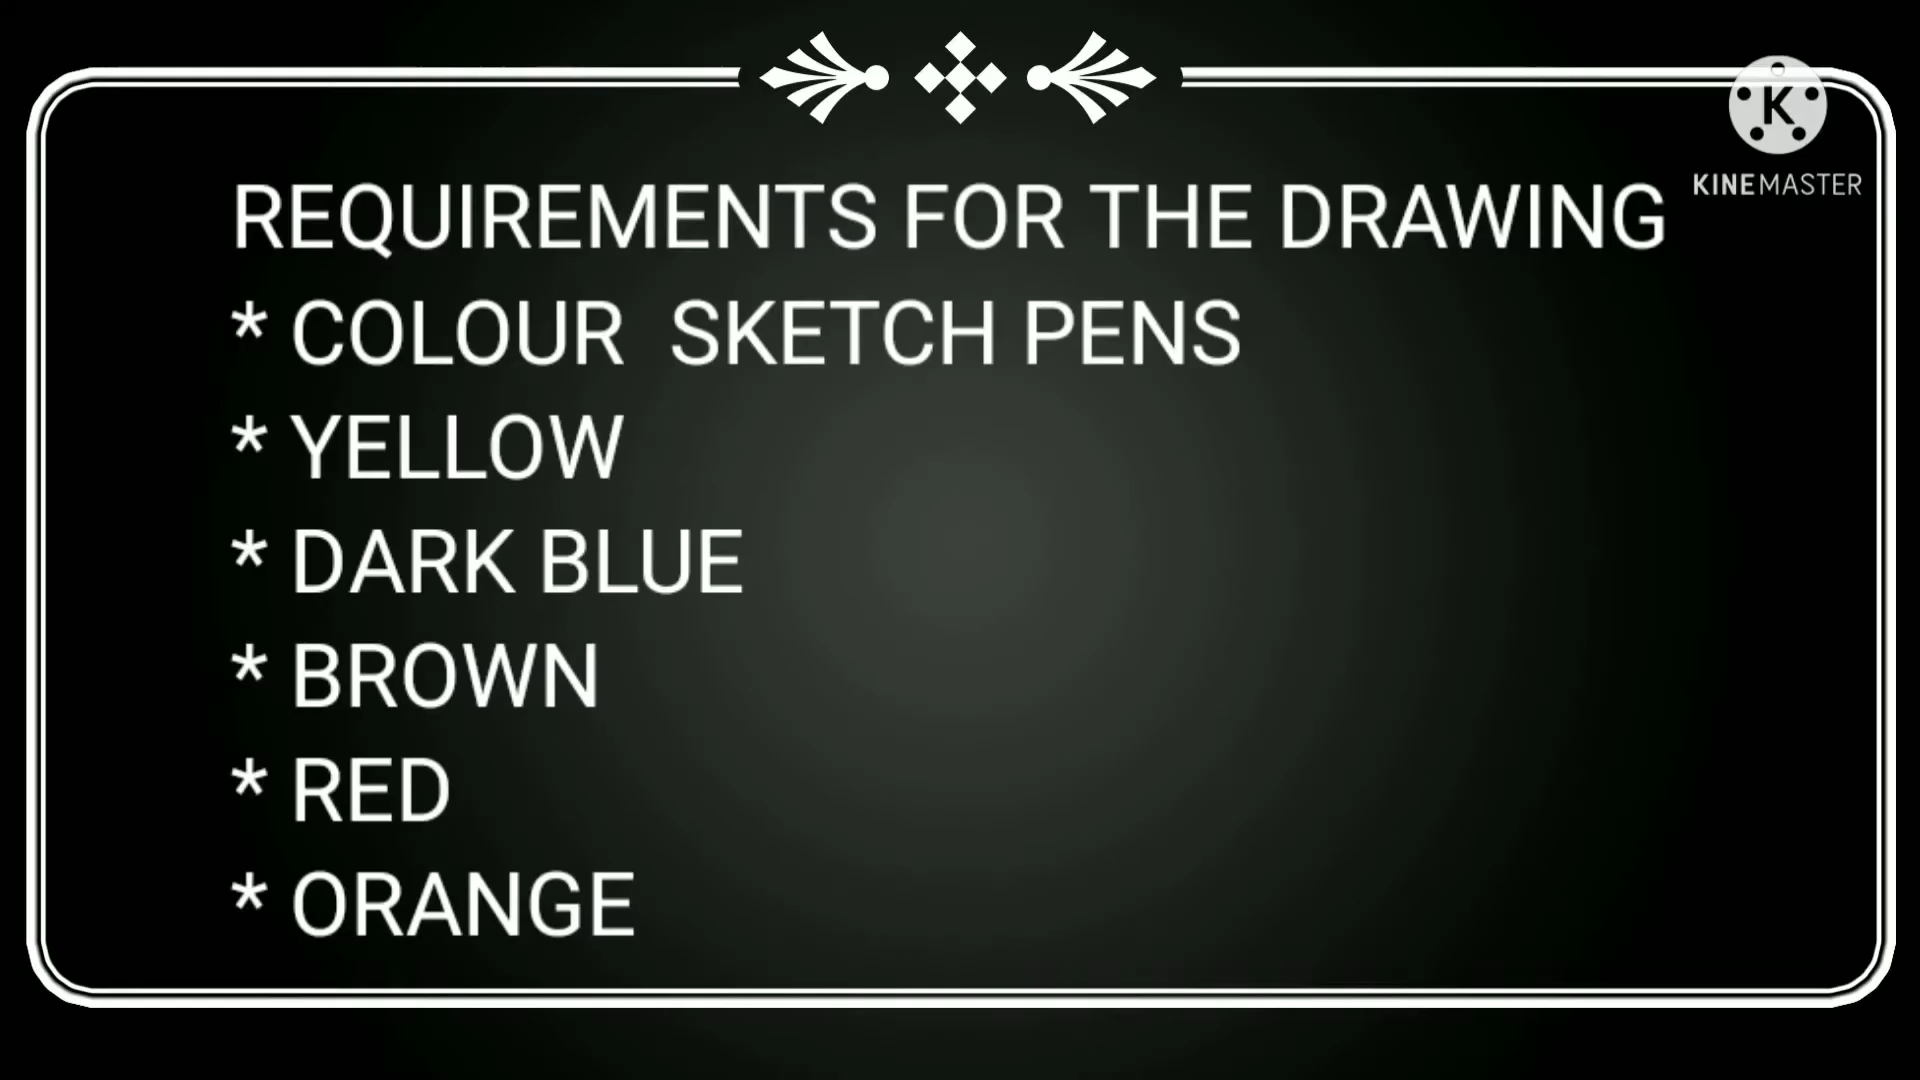 K
KINEMASTER
REQUIREMENTS FOR THE DRAWING
* COLOUR  SKETCH PENS
* YELLOW
* DARK BLUE
* BROWN
* RED
* ORANGE